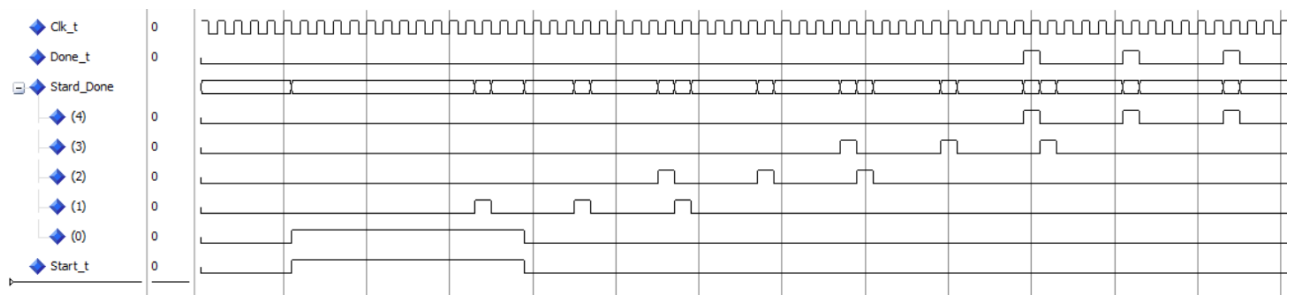 Clk_t 0
Done_t 0
Stard_Done
(4) 0
(3) 0
(2) 0
(1) 0
(0) 0
Start_t 0